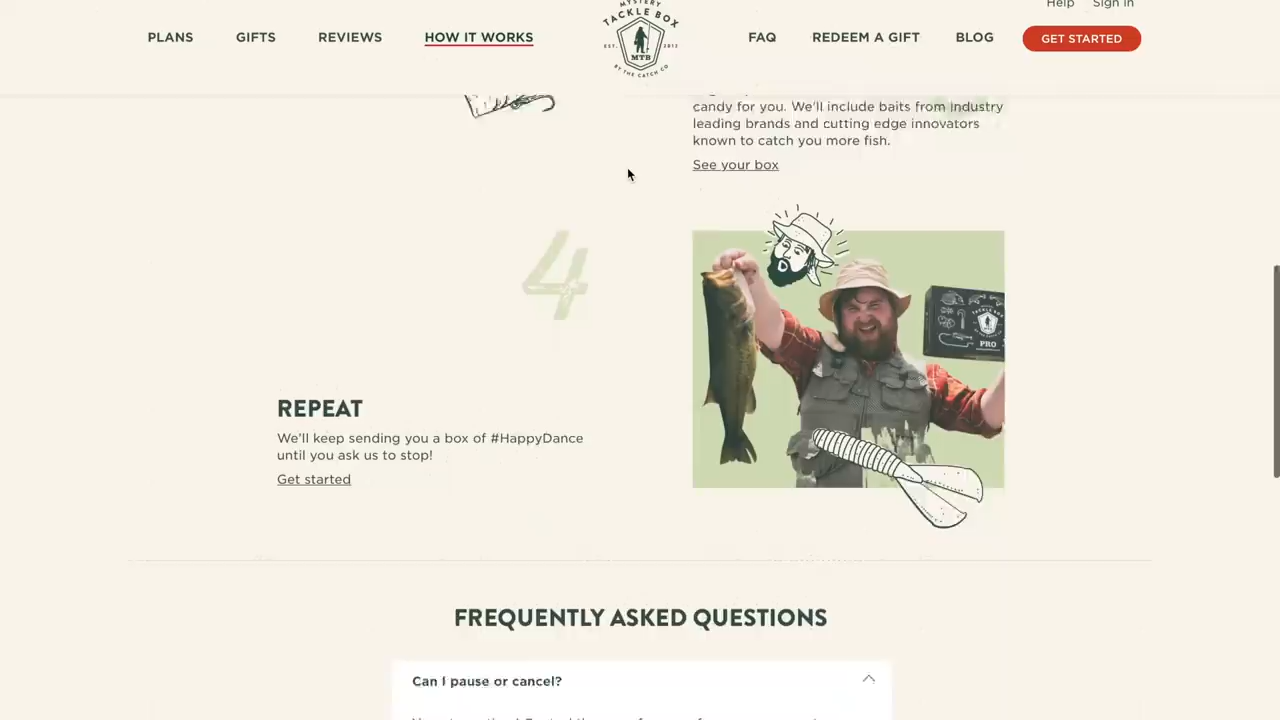 Help Sign In
PLANS GIFTS REVIEWS HOW IT WORKS
MYSTERY
TACKLE BOX
EST. 2012
MTB
BY THE CATCH CO
FAQ REDEEM A GIFT BLOG GET STARTED
candy for you. We'll include baits from industry
leading brands and cutting edge innovators
known to catch you more fish.
See your box
4
TACKLE BOX
PRO
REPEAT
We'll keep sending you a box of #HappyDance
until you ask us to stop!
Get started
FREQUENTLY ASKED QUESTIONS
Can I pause or cancel?